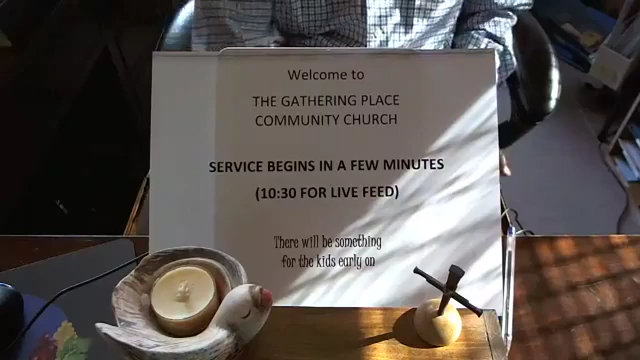 Welcome to
THE GATHERING PLACE
COMMUNITY CHURCH
SERVICE BEGINS IN A FEW MINUTES
(10:30 FOR LIVE FEED)
There will be something
for the kids early on